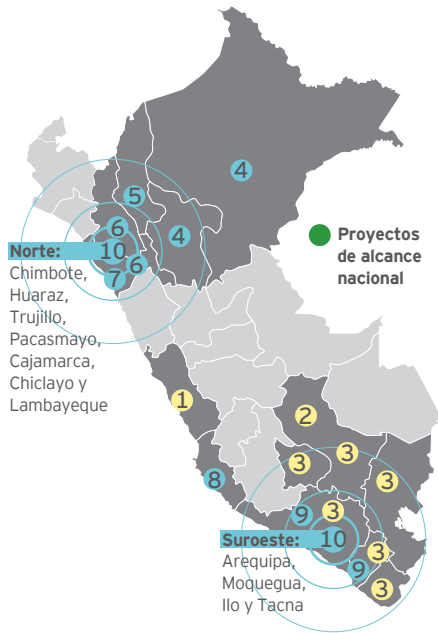 4
5
4
6
Proyectos
de alcance
nacional
Norte:
10
6
7
Chimbote,
Huaraz,
Trujillo,
Pacasmayo,
Cajamarca,
Chiclayo y
Lambayeque
1
2
3
3
3
8
9
3
Suroeste:
10
3
9
3
Arequipa,
Moquegua,
Ilo y Tacna